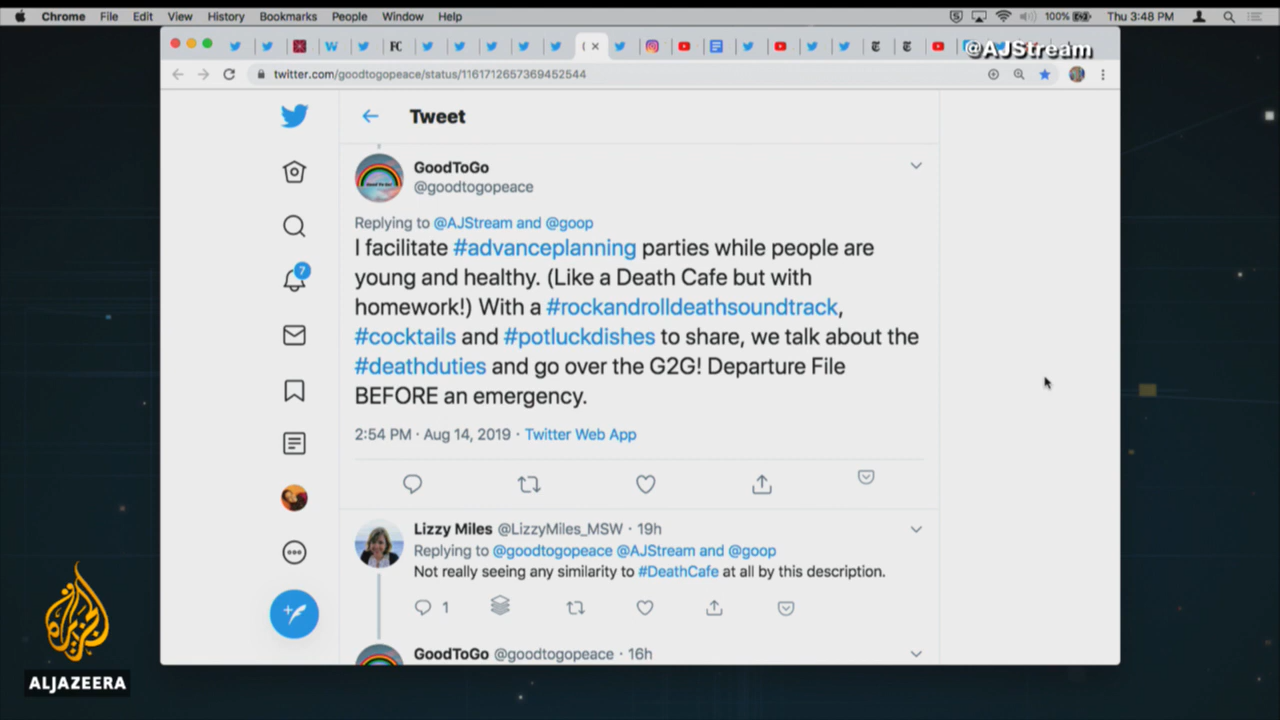 Chrome File Edit View History Bookmarks People Window Help
100%
Thu 3:48 PM
@AJStream
twitter.com/goodtogopeace/status/1161712657369452544
Tweet
GoodToGo
@goodtogopeace
Replying to @AJStream and @goop
I facilitate #advanceplanning parties while people are
young and healthy. (Like a Death Cafe but with
homework!) With a #rockandrolldeathsoundtrack,
#cocktails and #potluckdishes to share, we talk about the
#deathduties and go over the G2G! Departure File
BEFORE an emergency.
2:54 PM · Aug 14, 2019 · Twitter Web App
7
Lizzy Miles @LizzyMiles_MSW · 19h
Replying to @goodtogopeace @AJStream and @goop
Not really seeing any similarity to #DeathCafe at all by this description.
1
GoodToGo @goodtogopeace · 16h
ALJAZEERA